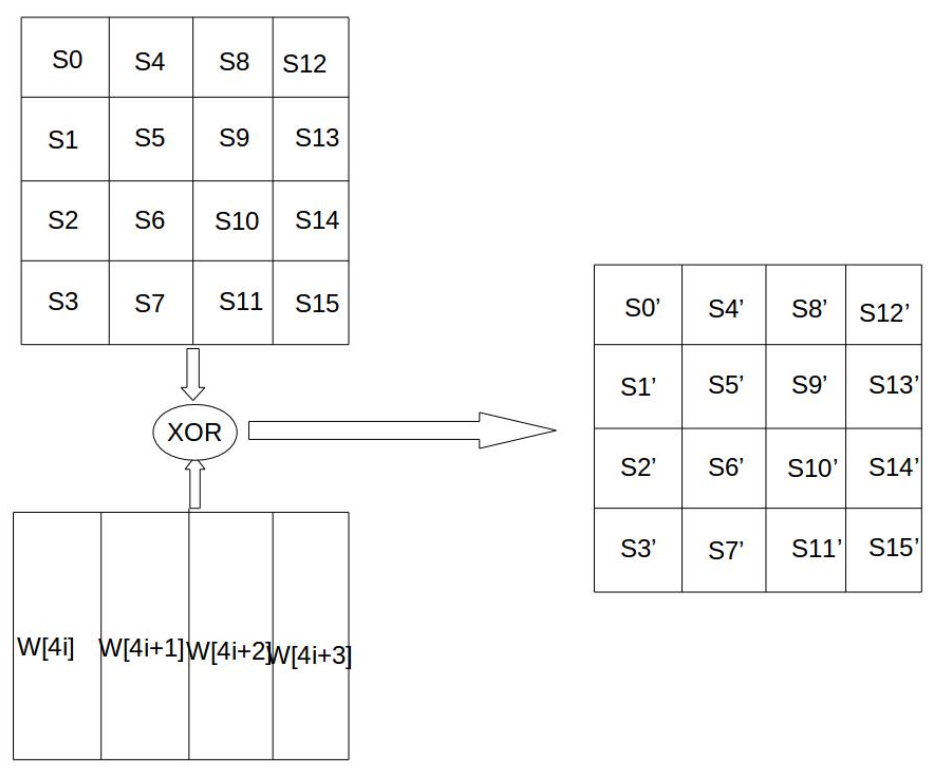 S0 S4 S8 S12
S1 S5 S9 S13
S2 S6 S10 S14
S3 S7 S11 S15
XOR
W[4i] W[4i+1] W[4i+2] W[4i+3]
S0’ S4’ S8’ S12’
S1’ S5’ S9’ S13’
S2’ S6’ S10’ S14’
S3’ S7’ S11’ S15’